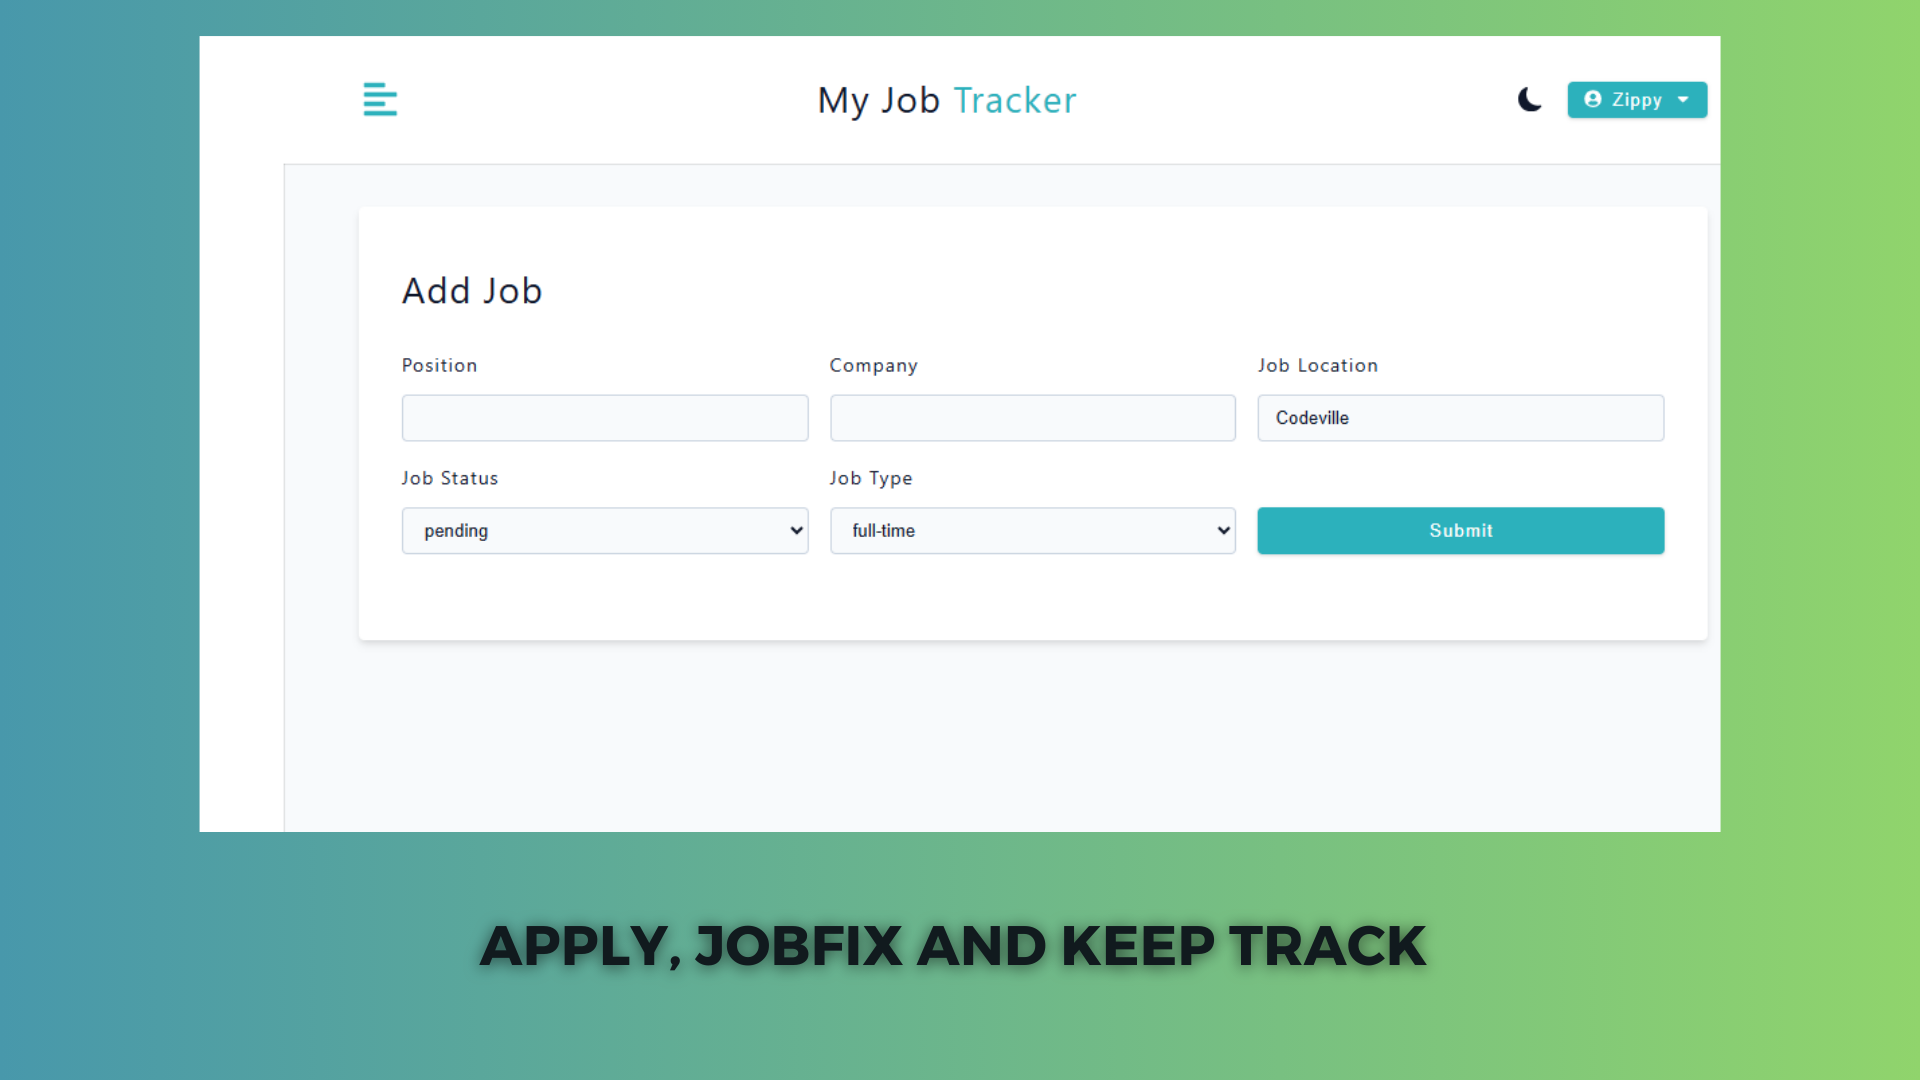 My Job Tracker
Zippy
Add Job
Position
Company
Job Location
Codeville
Job Status
Job Type
pending
full-time
Submit
APPLY, JOBFIX AND KEEP TRACK